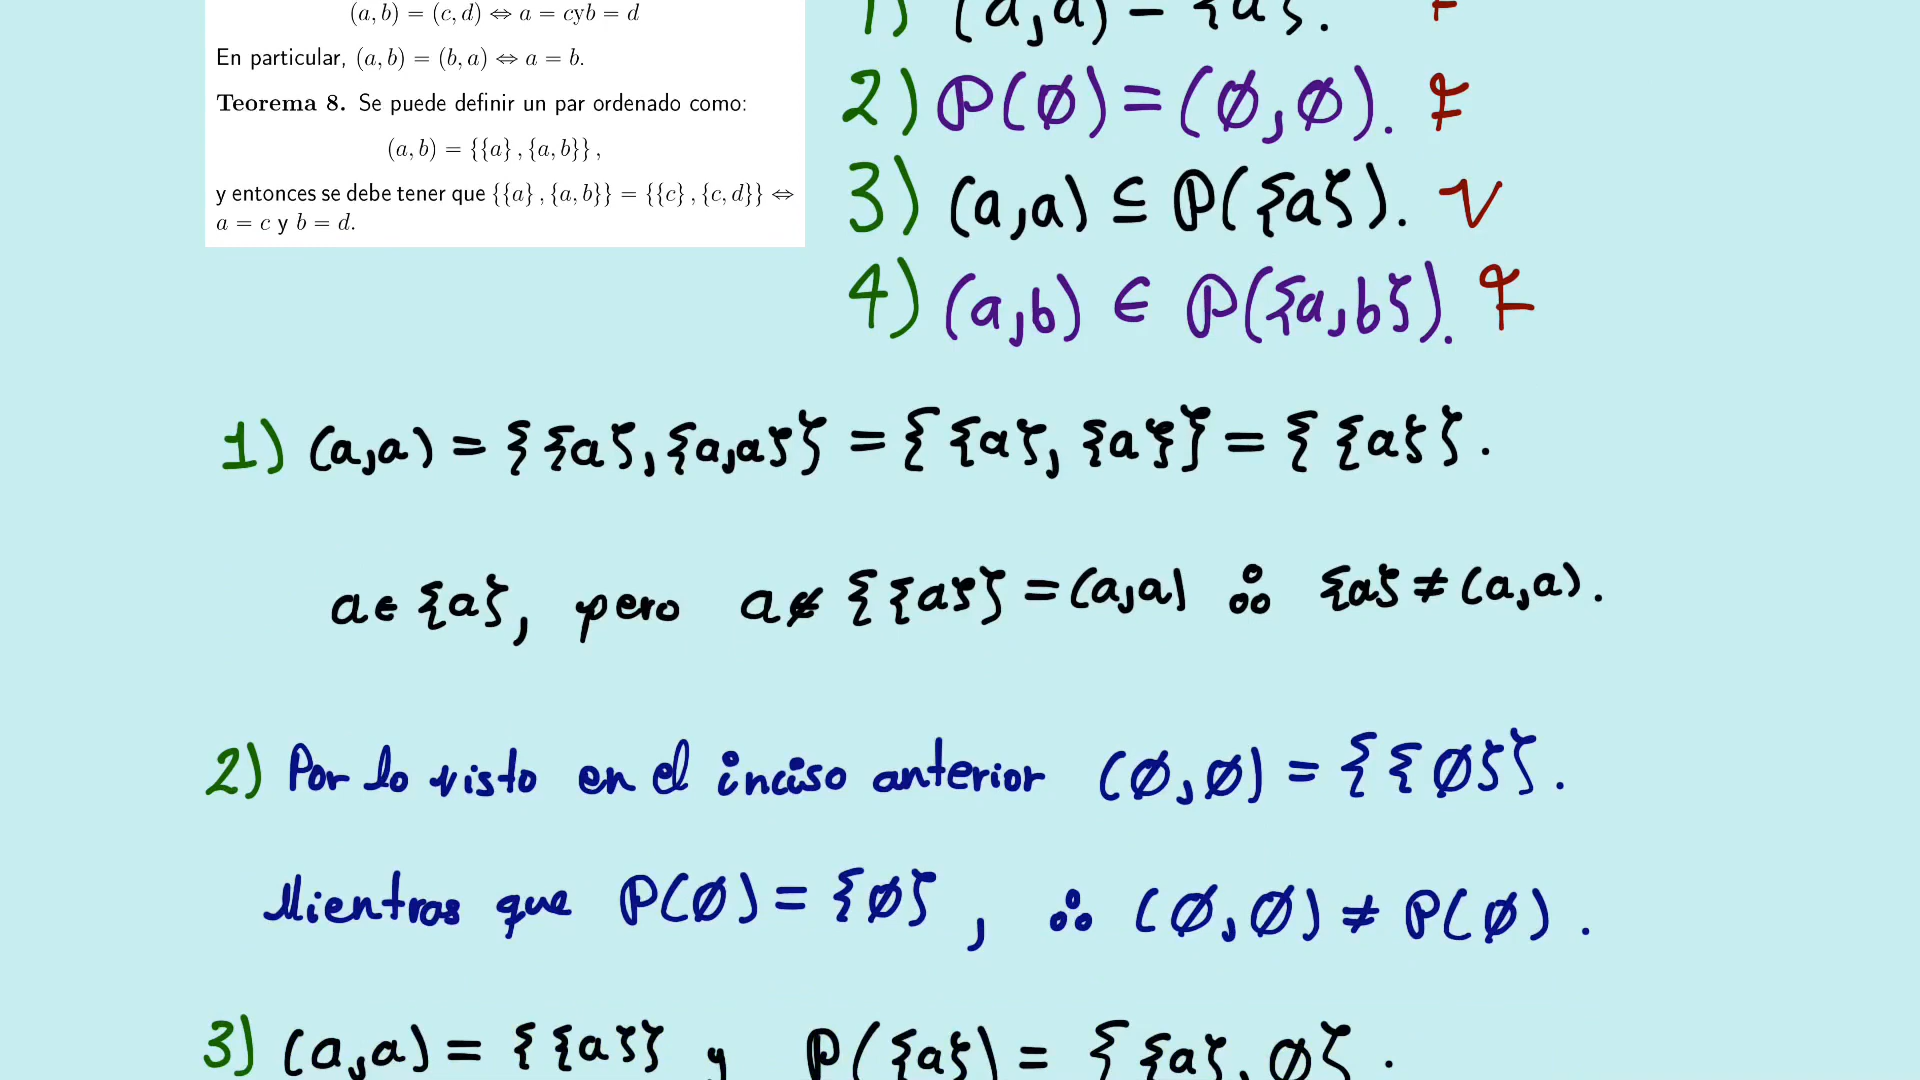 (a, b) = (c, d) ⇔ a = cyb = d
En particular, (a, b) = (b, a) ⇔ a = b.
Teorema 8. Se puede definir un par ordenado como:
(a, b) = {{a} , {a, b}} ,
y entonces se debe tener que {{a} , {a, b}} = {{c} , {c, d}} ⇔
a = c y b = d.
1) (a,a) = {a}. F
2) P(∅) = (∅,∅). F
3) (a,a) ⊆ P({a}). V
4) (a,b) ∈ P({a,b}). F
1) (a,a) = {{a},{a,a}} = {{a},{a}} = {{a}}.
a∈{a}, pero a∉{{a}} = (a,a) ∴ {a} ≠ (a,a).
2) Por lo visto en el inciso anterior (∅,∅) = {{∅}}.
Mientras que P(∅) = {∅}, ∴ (∅,∅) ≠ P(∅).
3) (a,a) = {{a}} y P({a}) = {{a},∅}.